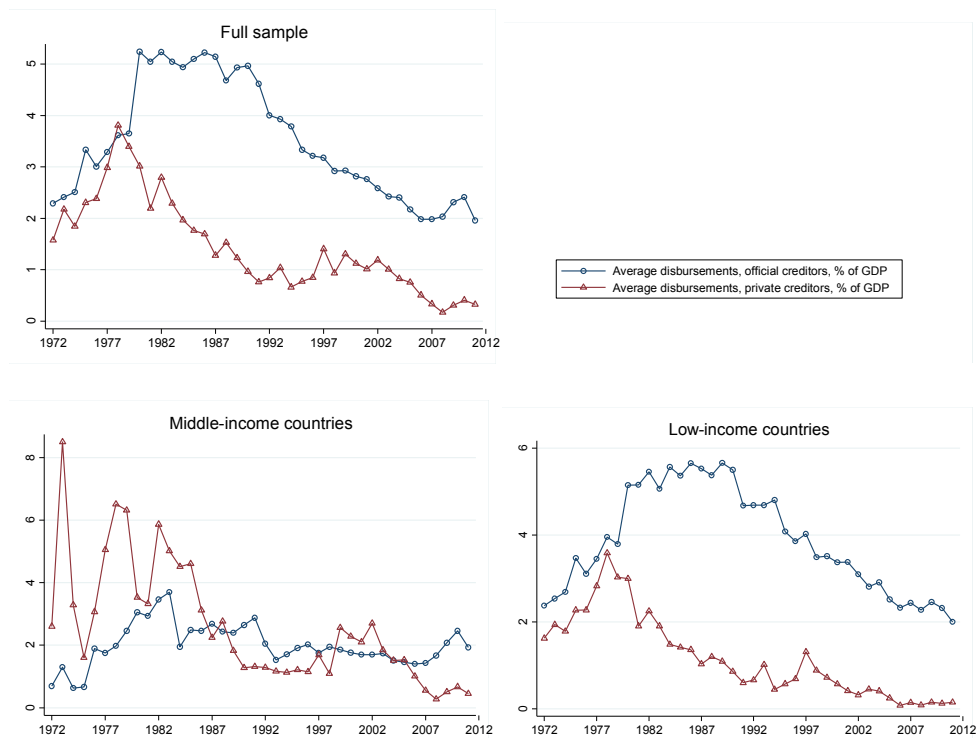 Full sample
5
4
3
2
1
0
1972 1977 1982 1987 1992 1997 2002 2007 2012
Average disbursements, official creditors, % of GDP
Average disbursements, private creditors, % of GDP
Middle-income countries
8
6
4
2
0
1972 1977 1982 1987 1992 1997 2002 2007 2012
Low-income countries
6
4
2
0
1972 1977 1982 1987 1992 1997 2002 2007 2012